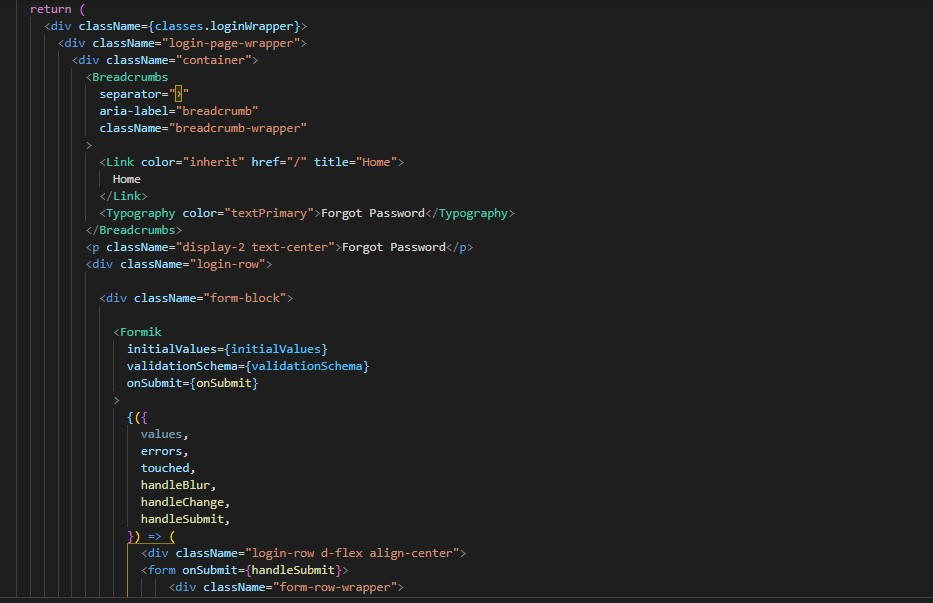 return (
<div className={classes.loginWrapper}>
<div className="login-page-wrapper">
<div className="container">
<Breadcrumbs
separator="›"
aria-label="breadcrumb"
className="breadcrumb-wrapper"
>
<Link color="inherit" href="/" title="Home">
Home
</Link>
<Typography color="textPrimary">Forgot Password</Typography>
</Breadcrumbs>
<p className="display-2 text-center">Forgot Password</p>
<div className="login-row">
<div className="form-block">
<Formik
initialValues={initialValues}
validationSchema={validationSchema}
onSubmit={onSubmit}
>
{({
values,
errors,
touched,
handleBlur,
handleChange,
handleSubmit,
}) => (
<div className="login-row d-flex align-center">
<form onSubmit={handleSubmit}>
<div className="form-row-wrapper">